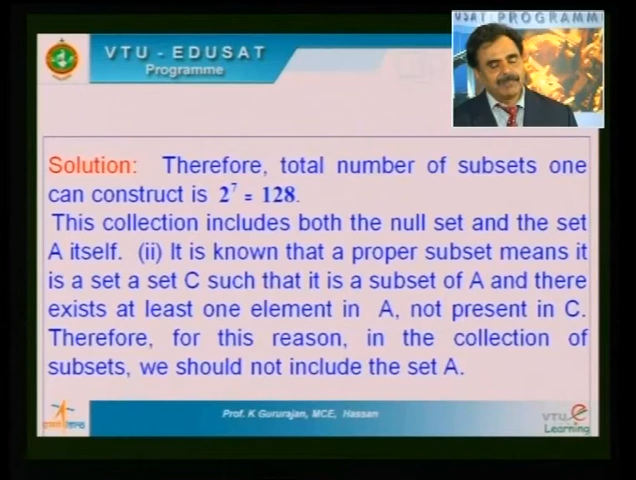 USAT PROGRAMM
VTU - EDUSAT
Programme
Solution: Therefore, total number of subsets one
can construct is 2⁷ = 128.
This collection includes both the null set and the set
A itself. (ii) It is known that a proper subset means it
is a set a set C such that it is a subset of A and there
exists at least one element in A, not present in C.
Therefore, for this reason, in the collection of
subsets, we should not include the set A.
Prof. K Gururajan, MCE, Hassan
VTU e
Learning